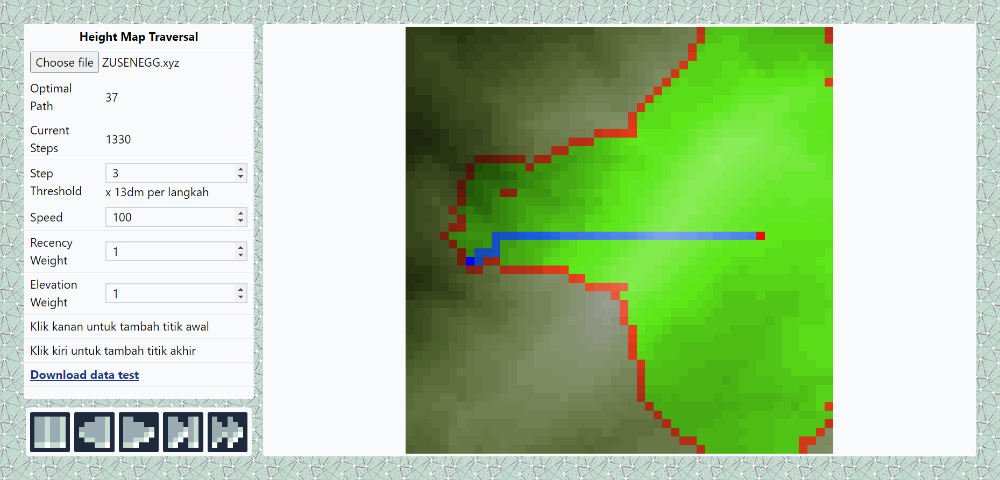 Height Map Traversal
Choose file ZUSENEGG.xyz
Optimal
Path
37
Current
Steps
1330
Step
Threshold
3
x 13dm per langkah
Speed
100
Recency
Weight
1
Elevation
Weight
1
Klik kanan untuk tambah titik awal
Klik kiri untuk tambah titik akhir
Download data test